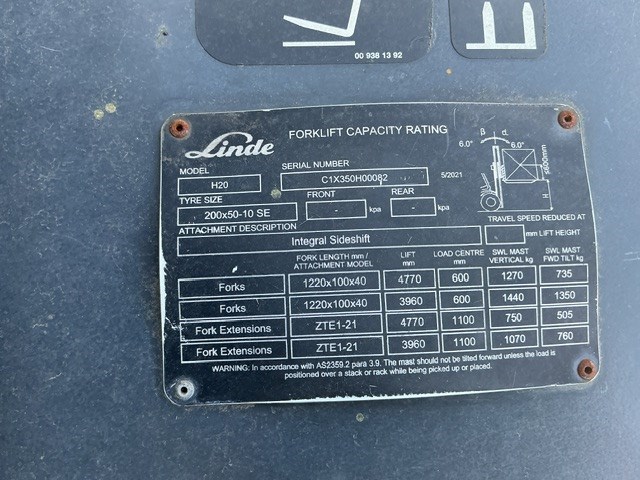 K E
00 938 13 92
Linde FORKLIFT CAPACITY RATING
β α
6.0° 6.0°
MODEL SERIAL NUMBER
H20 C1X350H00082 5/2021
≤600mm
H
TYRE SIZE FRONT REAR
200x50-10 SE - kpa - kpa
TRAVEL SPEED REDUCED AT
ATTACHMENT DESCRIPTION mm LIFT HEIGHT
Integral Sideshift
FORK LENGTH mm / LIFT LOAD CENTRE SWL MAST SWL MAST
ATTACHMENT MODEL mm mm VERTICAL kg FWD TILT kg
Forks 1220x100x40 4770 600 1270 735
Forks 1220x100x40 3960 600 1440 1350
Fork Extensions ZTE1-21 4770 1100 750 505
Fork Extensions ZTE1-21 3960 1100 1070 760
WARNING: In accordance with AS2359.2 para 3.9. The mast should not be tilted forward unless the load is
positioned over a stack or rack while being picked up or placed.